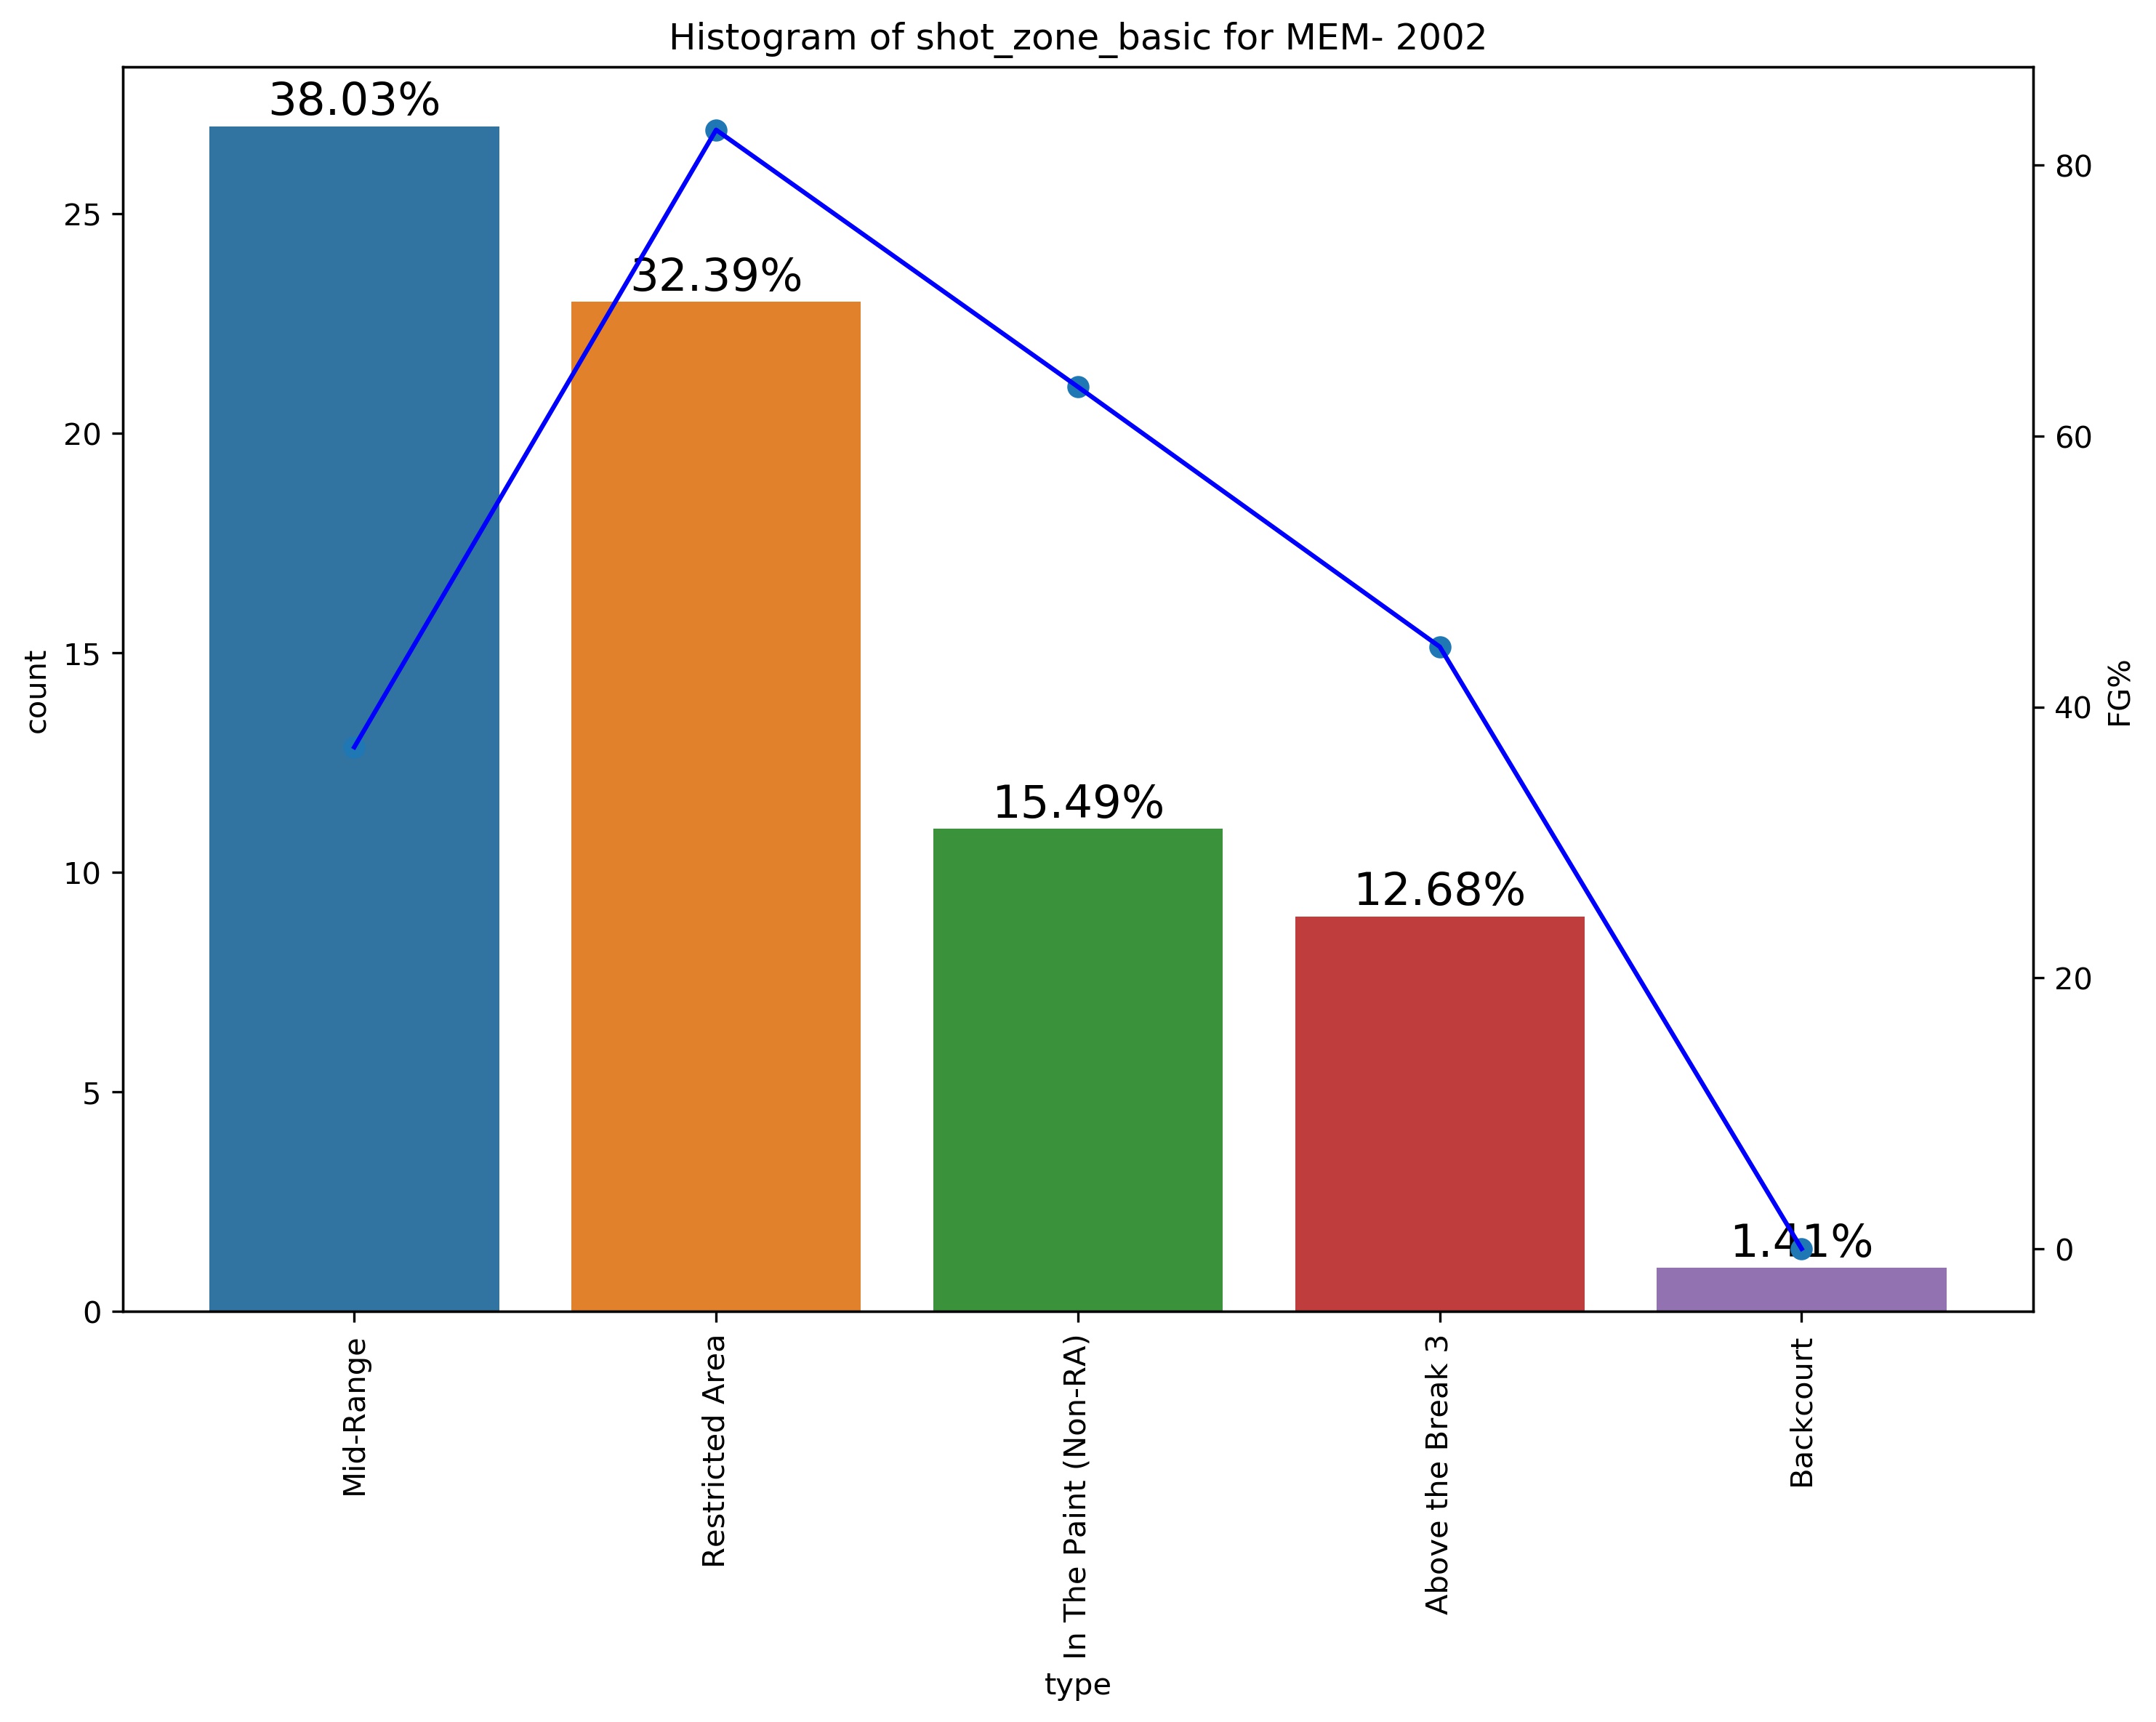 Histogram of shot_zone_basic for MEM- 2002
38.03%
32.39%
15.49%
12.68%
1.41%
25
20
15
10
5
0
count
80
60
40
20
0
FG%
Mid-Range
Restricted Area
In The Paint (Non-RA)
Above the Break 3
Backcourt
type